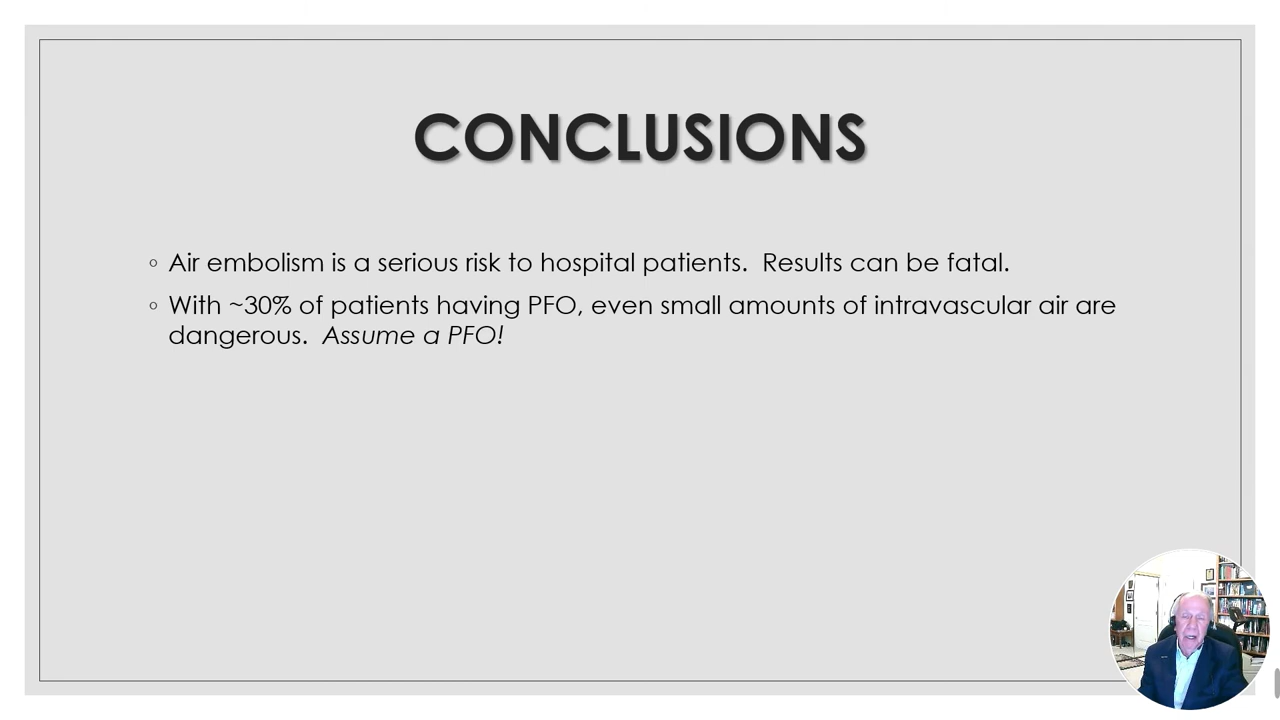 CONCLUSIONS
◦ Air embolism is a serious risk to hospital patients.  Results can be fatal.
◦ With ~30% of patients having PFO, even small amounts of intravascular air are
dangerous.  Assume a PFO!